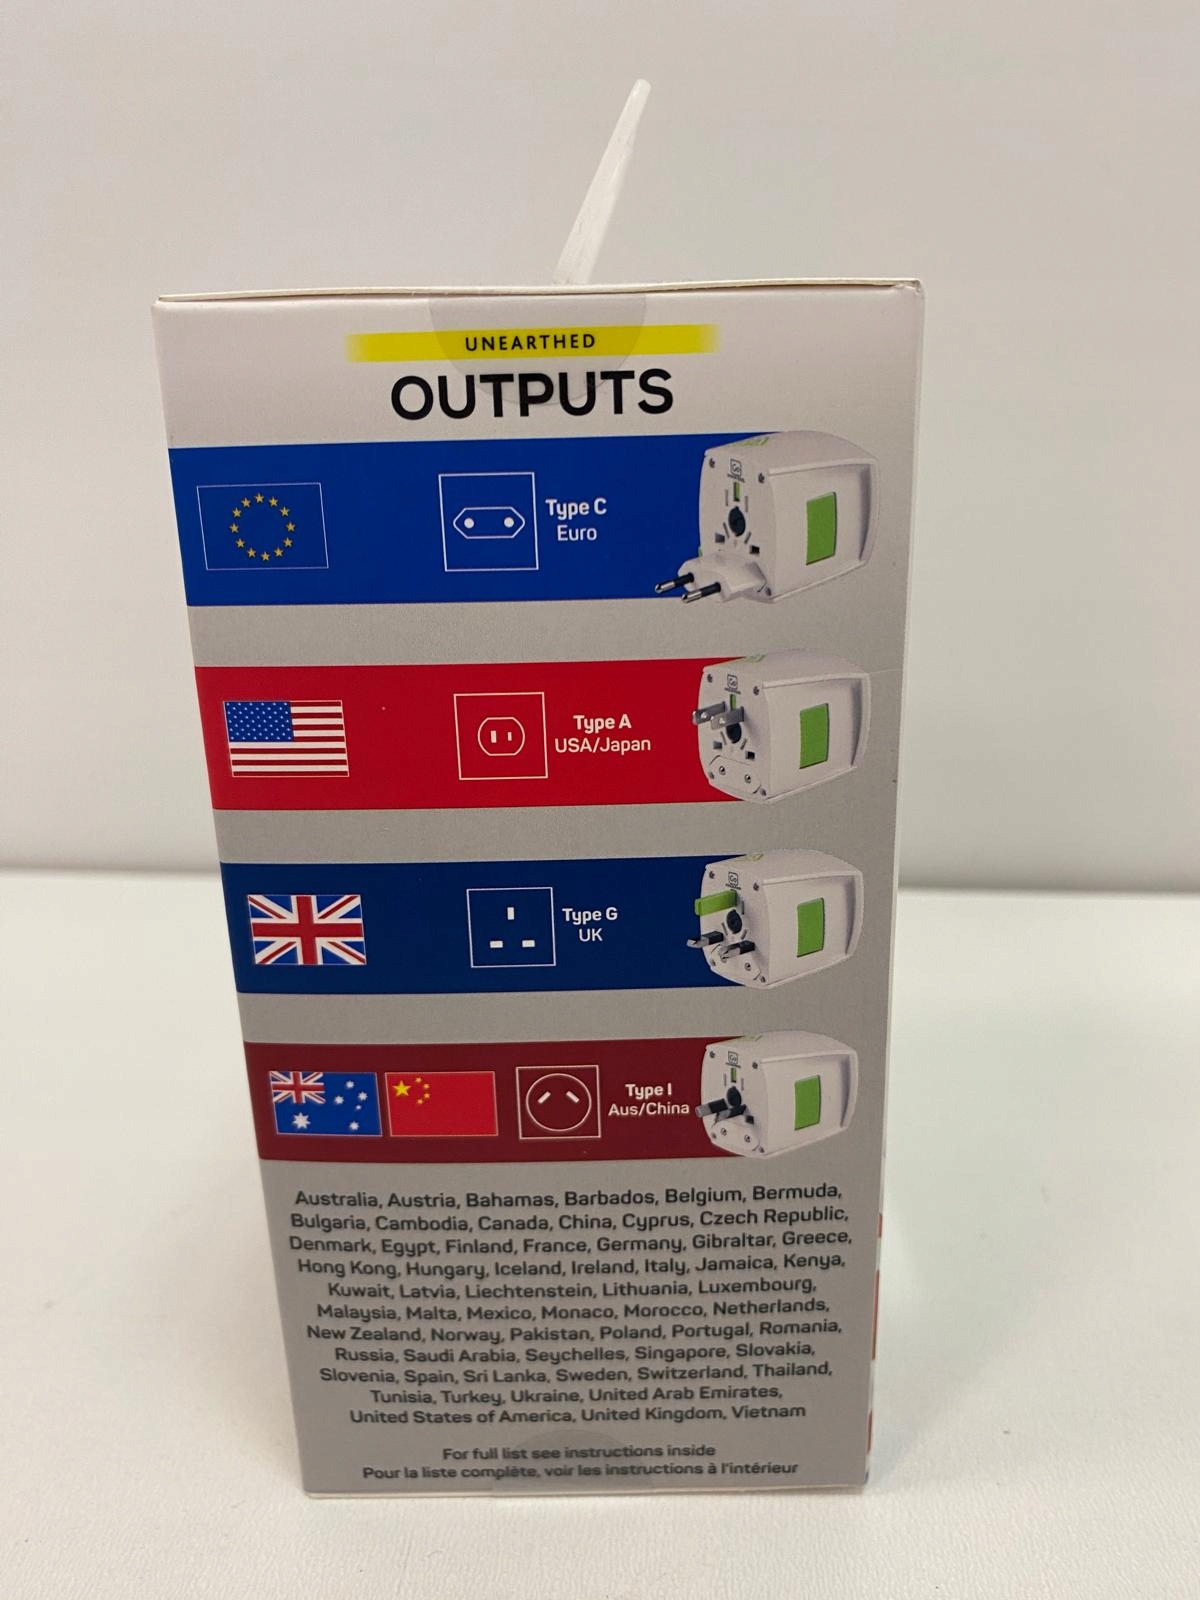 UNEARTHED
OUTPUTS
Type C
Euro
Type A
USA/Japan
Type G
UK
Type I
Aus/China
Australia, Austria, Bahamas, Barbados, Belgium, Bermuda,
Bulgaria, Cambodia, Canada, China, Cyprus, Czech Republic,
Denmark, Egypt, Finland, France, Germany, Gibraltar, Greece,
Hong Kong, Hungary, Iceland, Ireland, Italy, Jamaica, Kenya,
Kuwait, Latvia, Liechtenstein, Lithuania, Luxembourg,
Malaysia, Malta, Mexico, Monaco, Morocco, Netherlands,
New Zealand, Norway, Pakistan, Poland, Portugal, Romania,
Russia, Saudi Arabia, Seychelles, Singapore, Slovakia,
Slovenia, Spain, Sri Lanka, Sweden, Switzerland, Thailand,
Tunisia, Turkey, Ukraine, United Arab Emirates,
United States of America, United Kingdom, Vietnam
For full list see instructions inside
Pour la liste complète, voir les instructions à l'intérieur